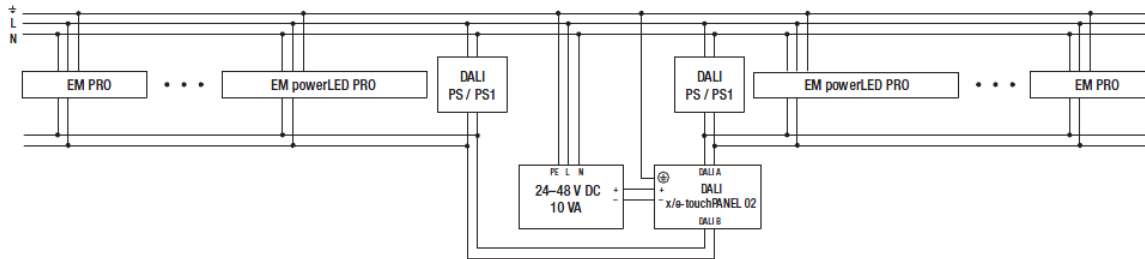 ⏚
L
N
EM PRO
• • •
EM powerLED PRO
DALI
PS / PS1
DALI
PS / PS1
EM powerLED PRO
• • •
EM PRO
PE L N
24–48 V DC
10 VA
+
–
DALI A
+
–
DALI
x/e-touchPANEL 02
DALI B